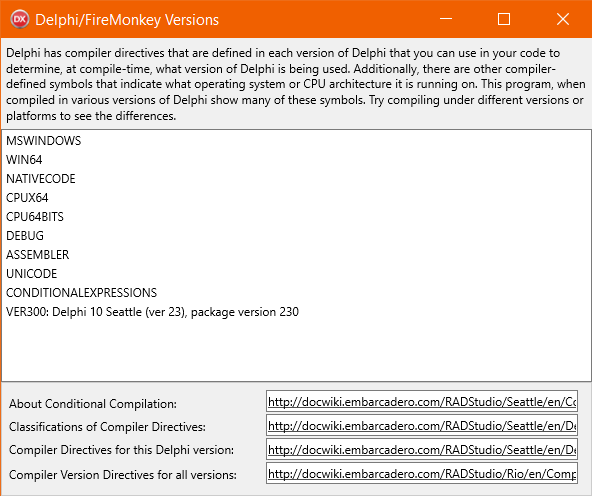 DX Delphi/FireMonkey Versions
Delphi has compiler directives that are defined in each version of Delphi that you can use in your code to
determine, at compile-time, what version of Delphi is being used. Additionally, there are other compiler-
defined symbols that indicate what operating system or CPU architecture it is running on. This program, when
compiled in various versions of Delphi show many of these symbols. Try compiling under different versions or
platforms to see the differences.
MSWINDOWS
WIN64
NATIVECODE
CPUX64
CPU64BITS
DEBUG
ASSEMBLER
UNICODE
CONDITIONALEXPRESSIONS
VER300: Delphi 10 Seattle (ver 23), package version 230
About Conditional Compilation: http://docwiki.embarcadero.com/RADStudio/Seattle/en/Co
Classifications of Compiler Directives: http://docwiki.embarcadero.com/RADStudio/Seattle/en/De
Compiler Directives for this Delphi version: http://docwiki.embarcadero.com/RADStudio/Seattle/en/De
Compiler Version Directives for all versions: http://docwiki.embarcadero.com/RADStudio/Rio/en/Comp